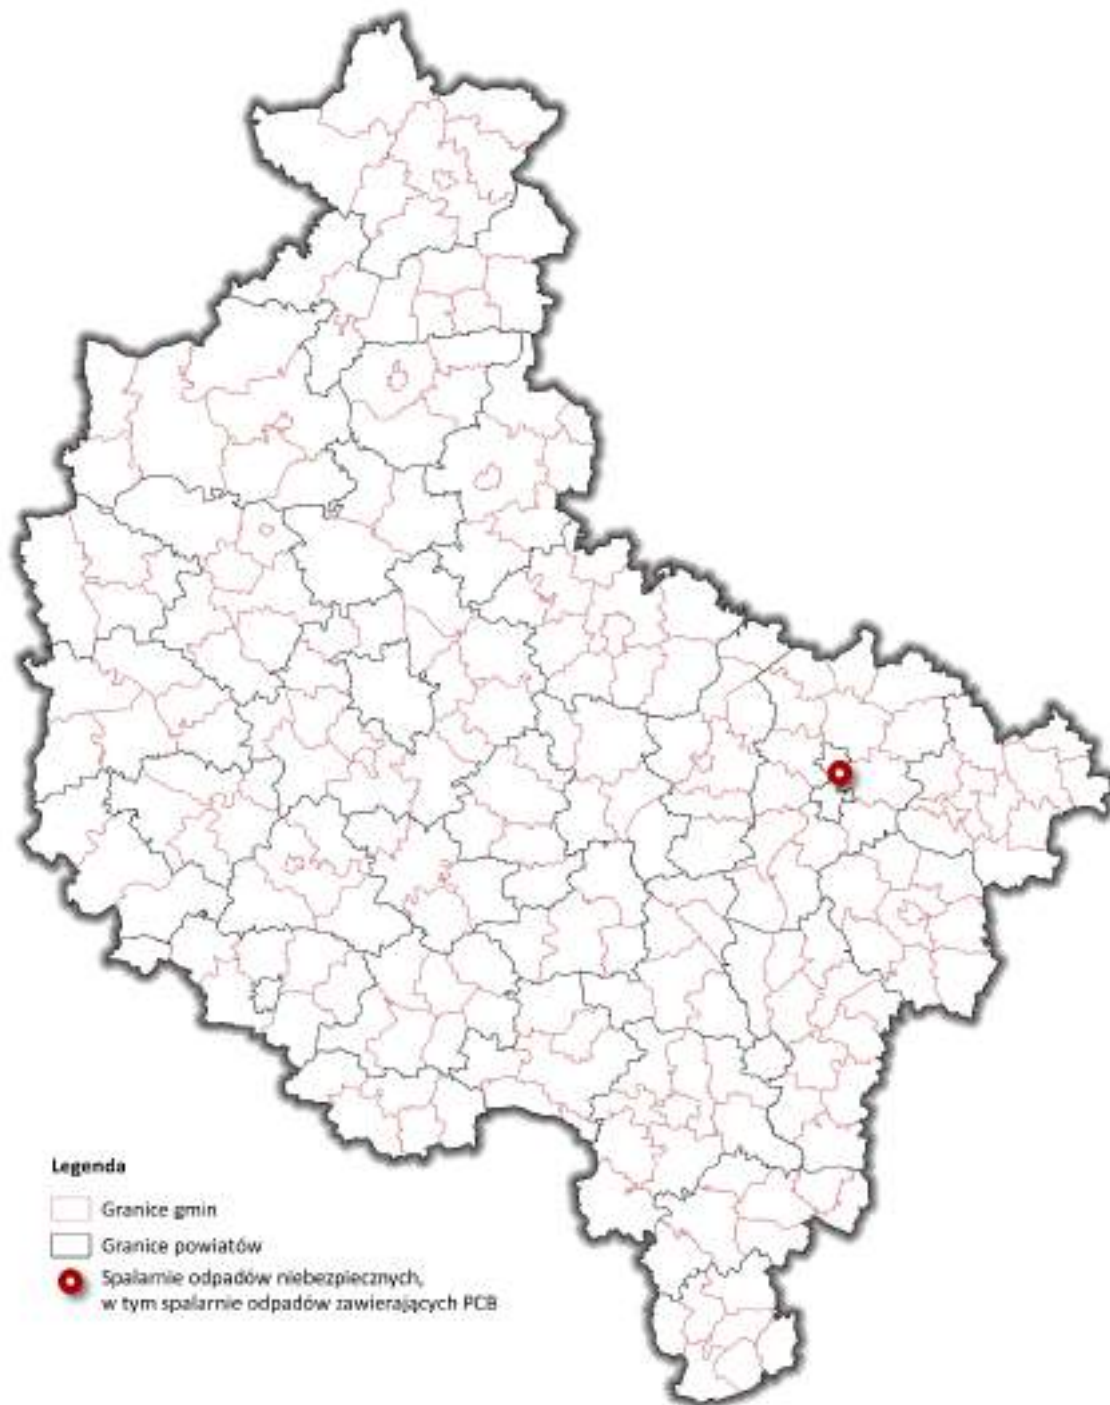 Legenda
Granice gmin
Granice powiatów
Spalarnie odpadów niebezpiecznych,
w tym spalarnie odpadów zawierających PCB